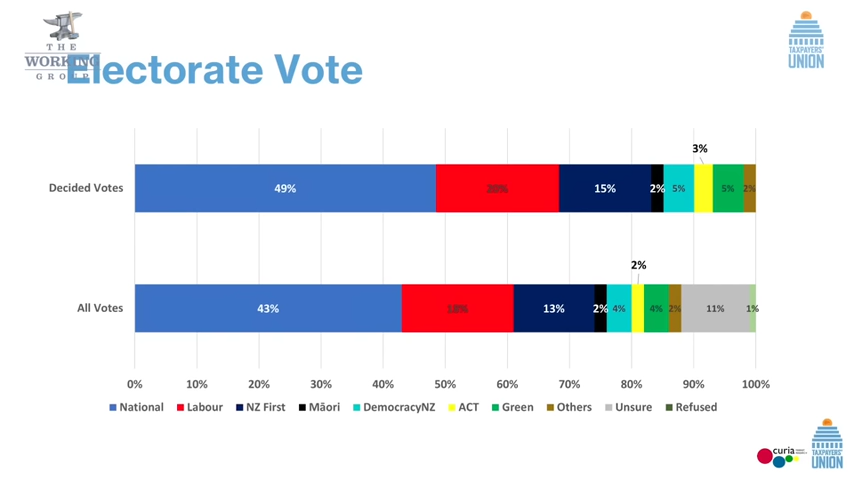 THE
WORKING
GROUP
Electorate Vote
TAXPAYERS'
UNION
3%
Decided Votes
49% 20% 15% 2% 5% 5% 2%
2%
All Votes
43% 18% 13% 2% 4% 4% 2% 11% 1%
0% 10% 20% 30% 40% 50% 60% 70% 80% 90% 100%
National Labour NZ First Māori DemocracyNZ ACT Green Others Unsure Refused
curia
TAXPAYERS'
UNION